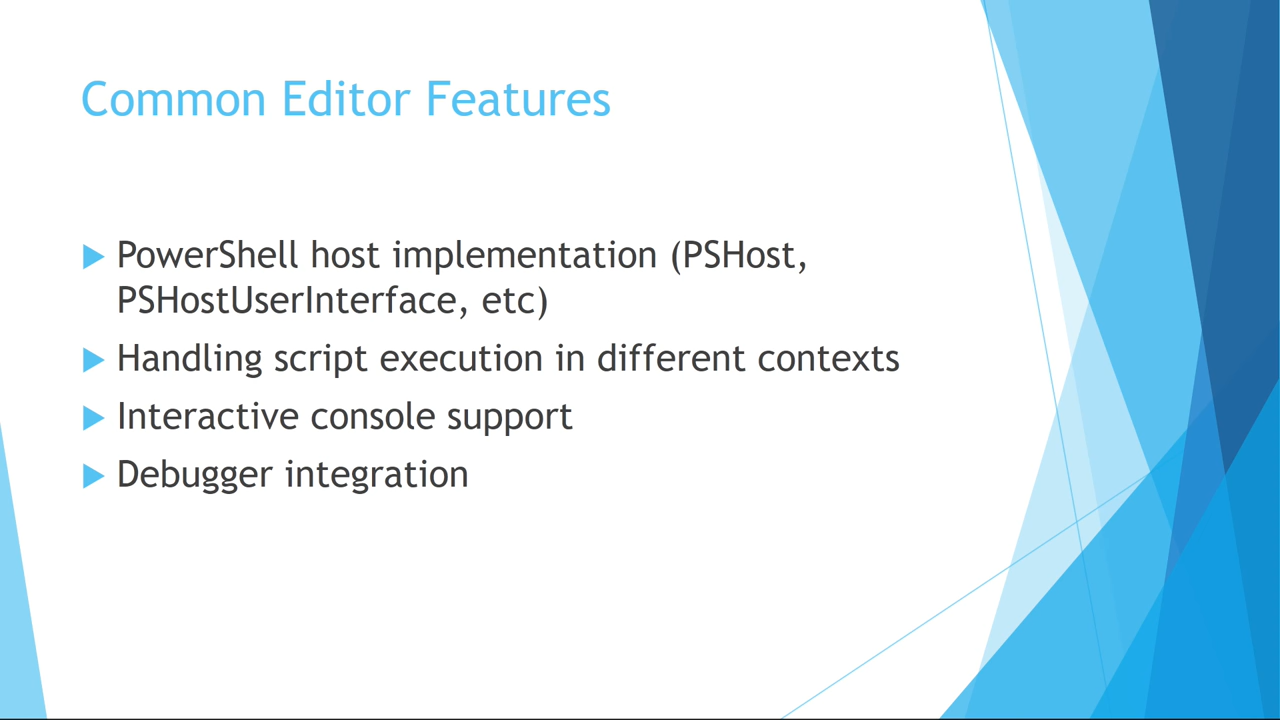 Common Editor Features
PowerShell host implementation (PSHost,
PSHostUserInterface, etc)
Handling script execution in different contexts
Interactive console support
Debugger integration